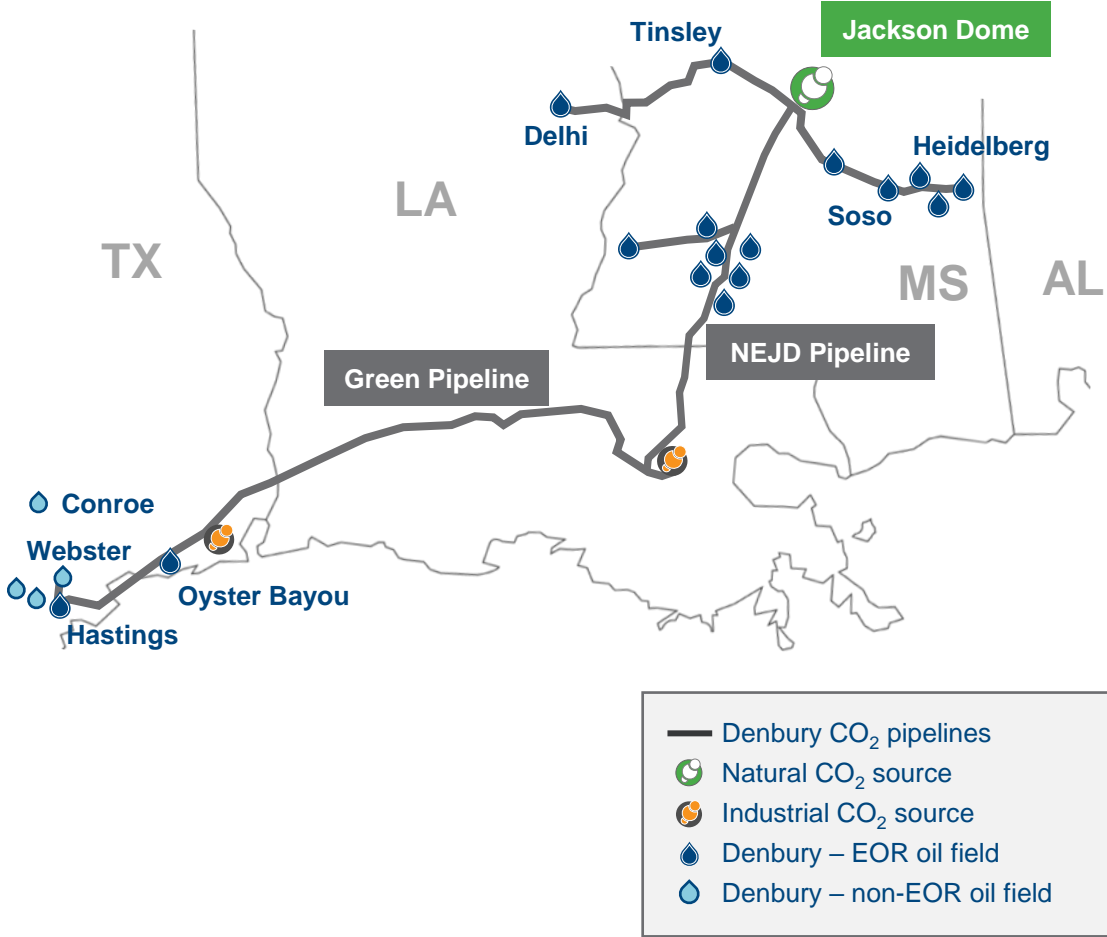 Jackson Dome
Tinsley
Delhi
Heidelberg
Soso
LA
TX
MS
AL
NEJD Pipeline
Green Pipeline
Conroe
Webster
Oyster Bayou
Hastings
Denbury CO₂ pipelines
Natural CO₂ source
Industrial CO₂ source
Denbury – EOR oil field
Denbury – non-EOR oil field